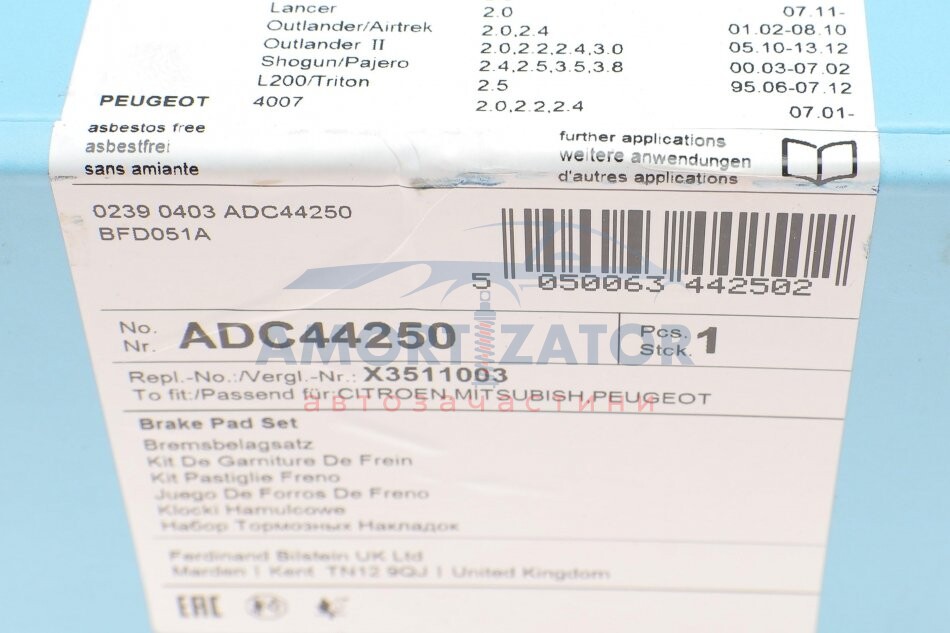 Lancer 2.0 07.11-
Outlander/Airtrek 2.0,2.4 01.02-08.10
Outlander II 2.0,2.2,2.4,3.0 05.10-13.12
Shogun/Pajero 2.4,2.5,3.5,3.8 00.03-07.02
L200/Triton 2.5 95.06-07.12
PEUGEOT 4007 2.0,2.2,2.4 07.01-
asbestos free
asbestfrei
sans amiante
further applications
weitere anwendungen
d'autres applications
0239 0403 ADC44250
BFD051A
5 050063 442502
No.
Nr. ADC44250
Pcs.
Stck. 1
AMORTIZATOR
Repl.-No.:/Vergl.-Nr.: X3511003
To fit:/Passend für:CITROEN,MITSUBISH,PEUGEOT
автозапчастини
Brake Pad Set
Bremsbelagsatz
Kit De Garniture De Frein
Kit Pastiglie Freno
Juego De Forros De Freno
Klocki Hamulcowe
Набор Тормозных Накладок
Ferdinand Bilstein UK Ltd
Marden | Kent TN12 9QJ | United Kingdom
EAC